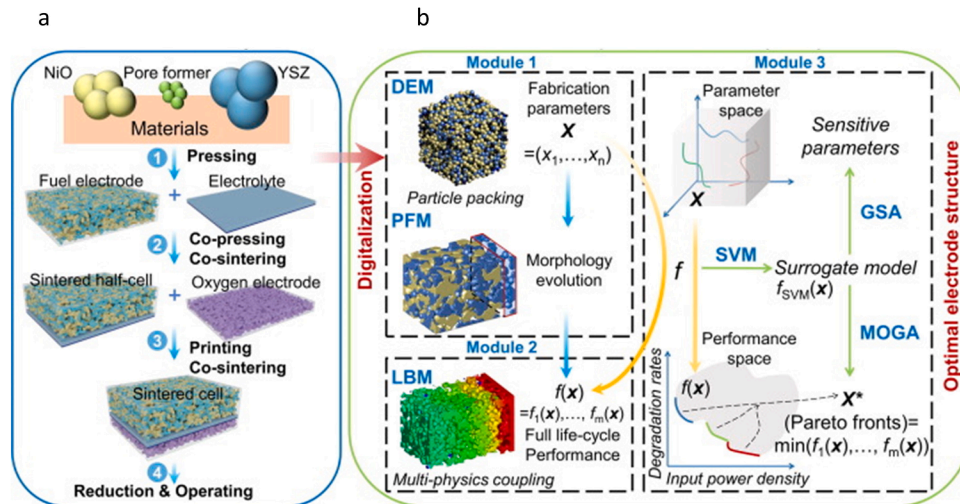 a
NiO
Pore former
YSZ
Materials
1
Pressing
Fuel electrode
+
Electrolyte
2
Co-pressing
Co-sintering
Sintered half-cell
+
Oxygen electrode
3
Printing
Co-sintering
Sintered cell
4
Reduction & Operating
b
Digitalization
Module 1
DEM
Fabrication
parameters
X
=(x₁,…,xₙ)
Particle packing
PFM
Morphology
evolution
Module 2
LBM
f(x)
=f₁(x),…, fₘ(x)
Full life-cycle
Performance
Multi-physics coupling
Module 3
Parameter
space
X
Sensitive
parameters
GSA
f
SVM
Surrogate model
f_SVM(x)
MOGA
Performance
space
Degradation rates
f(x)
Input power density
X*
(Pareto fronts)=
min(f₁(x),…, fₘ(x))
Optimal electrode structure